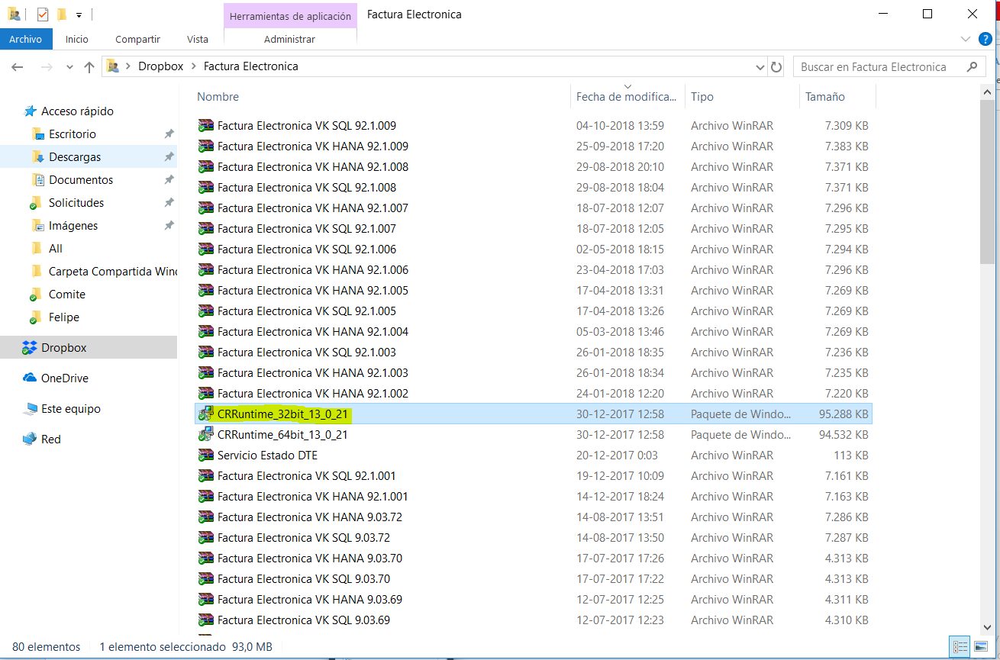 Herramientas de aplicación
Factura Electronica
Archivo
Inicio
Compartir
Vista
Administrar
?
Dropbox > Factura Electronica
Buscar en Factura Electronica
Acceso rápido
Escritorio
Descargas
Documentos
Solicitudes
Imágenes
All
Carpeta Compartida Wind
Comite
Felipe
Dropbox
OneDrive
Este equipo
Red
Nombre Fecha de modifica... Tipo Tamaño
Factura Electronica VK SQL 92.1.009 04-10-2018 13:59 Archivo WinRAR 7.309 KB
Factura Electronica VK HANA 92.1.009 25-09-2018 17:20 Archivo WinRAR 7.383 KB
Factura Electronica VK HANA 92.1.008 29-08-2018 20:10 Archivo WinRAR 7.371 KB
Factura Electronica VK SQL 92.1.008 29-08-2018 18:04 Archivo WinRAR 7.371 KB
Factura Electronica VK HANA 92.1.007 18-07-2018 12:07 Archivo WinRAR 7.296 KB
Factura Electronica VK SQL 92.1.007 18-07-2018 12:05 Archivo WinRAR 7.295 KB
Factura Electronica VK SQL 92.1.006 02-05-2018 18:15 Archivo WinRAR 7.294 KB
Factura Electronica VK HANA 92.1.006 23-04-2018 17:03 Archivo WinRAR 7.296 KB
Factura Electronica VK HANA 92.1.005 17-04-2018 13:31 Archivo WinRAR 7.269 KB
Factura Electronica VK SQL 92.1.005 17-04-2018 13:26 Archivo WinRAR 7.269 KB
Factura Electronica VK HANA 92.1.004 05-03-2018 13:46 Archivo WinRAR 7.269 KB
Factura Electronica VK SQL 92.1.003 26-01-2018 18:35 Archivo WinRAR 7.236 KB
Factura Electronica VK HANA 92.1.003 26-01-2018 18:34 Archivo WinRAR 7.235 KB
Factura Electronica VK HANA 92.1.002 24-01-2018 12:20 Archivo WinRAR 7.220 KB
CRRuntime_32bit_13_0_21 30-12-2017 12:58 Paquete de Windo... 95.288 KB
CRRuntime_64bit_13_0_21 30-12-2017 12:58 Paquete de Windo... 94.532 KB
Servicio Estado DTE 20-12-2017 0:03 Archivo WinRAR 113 KB
Factura Electronica VK SQL 92.1.001 19-12-2017 10:09 Archivo WinRAR 7.161 KB
Factura Electronica VK HANA 92.1.001 14-12-2017 18:24 Archivo WinRAR 7.163 KB
Factura Electronica VK HANA 9.03.72 14-08-2017 13:51 Archivo WinRAR 7.286 KB
Factura Electronica VK SQL 9.03.72 14-08-2017 13:50 Archivo WinRAR 7.287 KB
Factura Electronica VK HANA 9.03.70 17-07-2017 17:26 Archivo WinRAR 4.313 KB
Factura Electronica VK SQL 9.03.70 17-07-2017 17:22 Archivo WinRAR 4.313 KB
Factura Electronica VK HANA 9.03.69 12-07-2017 12:25 Archivo WinRAR 4.311 KB
Factura Electronica VK SQL 9.03.69 12-07-2017 12:23 Archivo WinRAR 4.310 KB
80 elementos 1 elemento seleccionado 93,0 MB